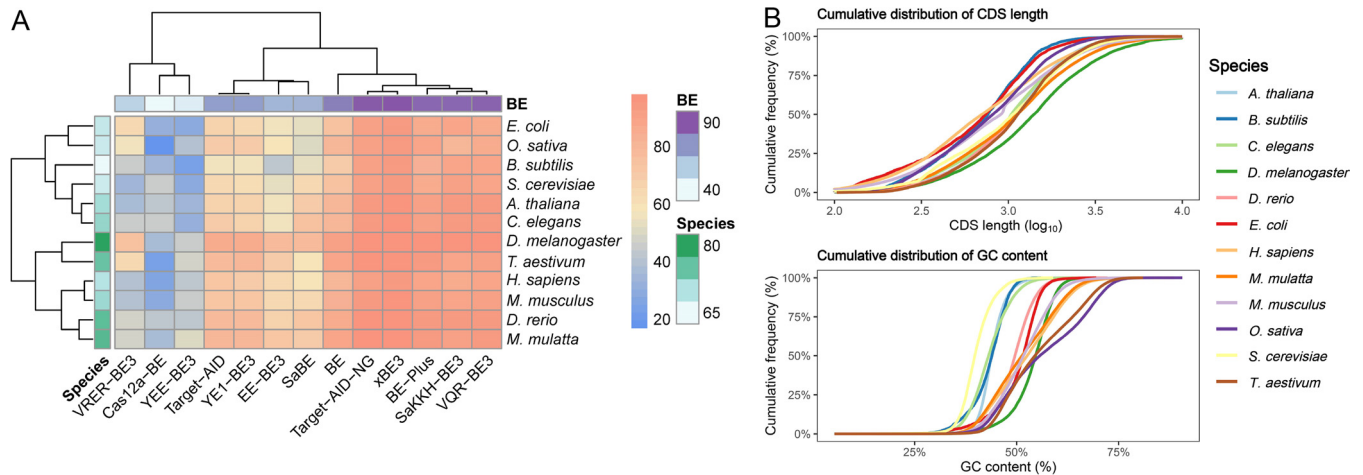 A
BE
E. coli
O. sativa
B. subtilis
S. cerevisiae
A. thaliana
C. elegans
D. melanogaster
T. aestivum
H. sapiens
M. musculus
D. rerio
M. mulatta
Species
VRER-BE3
Cas12a-BE
YEE-BE3
Target-AID
YE1-BE3
EE-BE3
SaBE
BE
Target-AID-NG
xBE3
BE-Plus
SaKKH-BE3
VQR-BE3
80
60
40
20
BE
90
40
Species
80
65
B
Cumulative distribution of CDS length
Cumulative frequency (%)
100%
75%
50%
25%
0%
2.0 2.5 3.0 3.5 4.0
CDS length (log10)
Cumulative distribution of GC content
Cumulative frequency (%)
100%
75%
50%
25%
0%
25% 50% 75%
GC content (%)
Species
A. thaliana
B. subtilis
C. elegans
D. melanogaster
D. rerio
E. coli
H. sapiens
M. mulatta
M. musculus
O. sativa
S. cerevisiae
T. aestivum